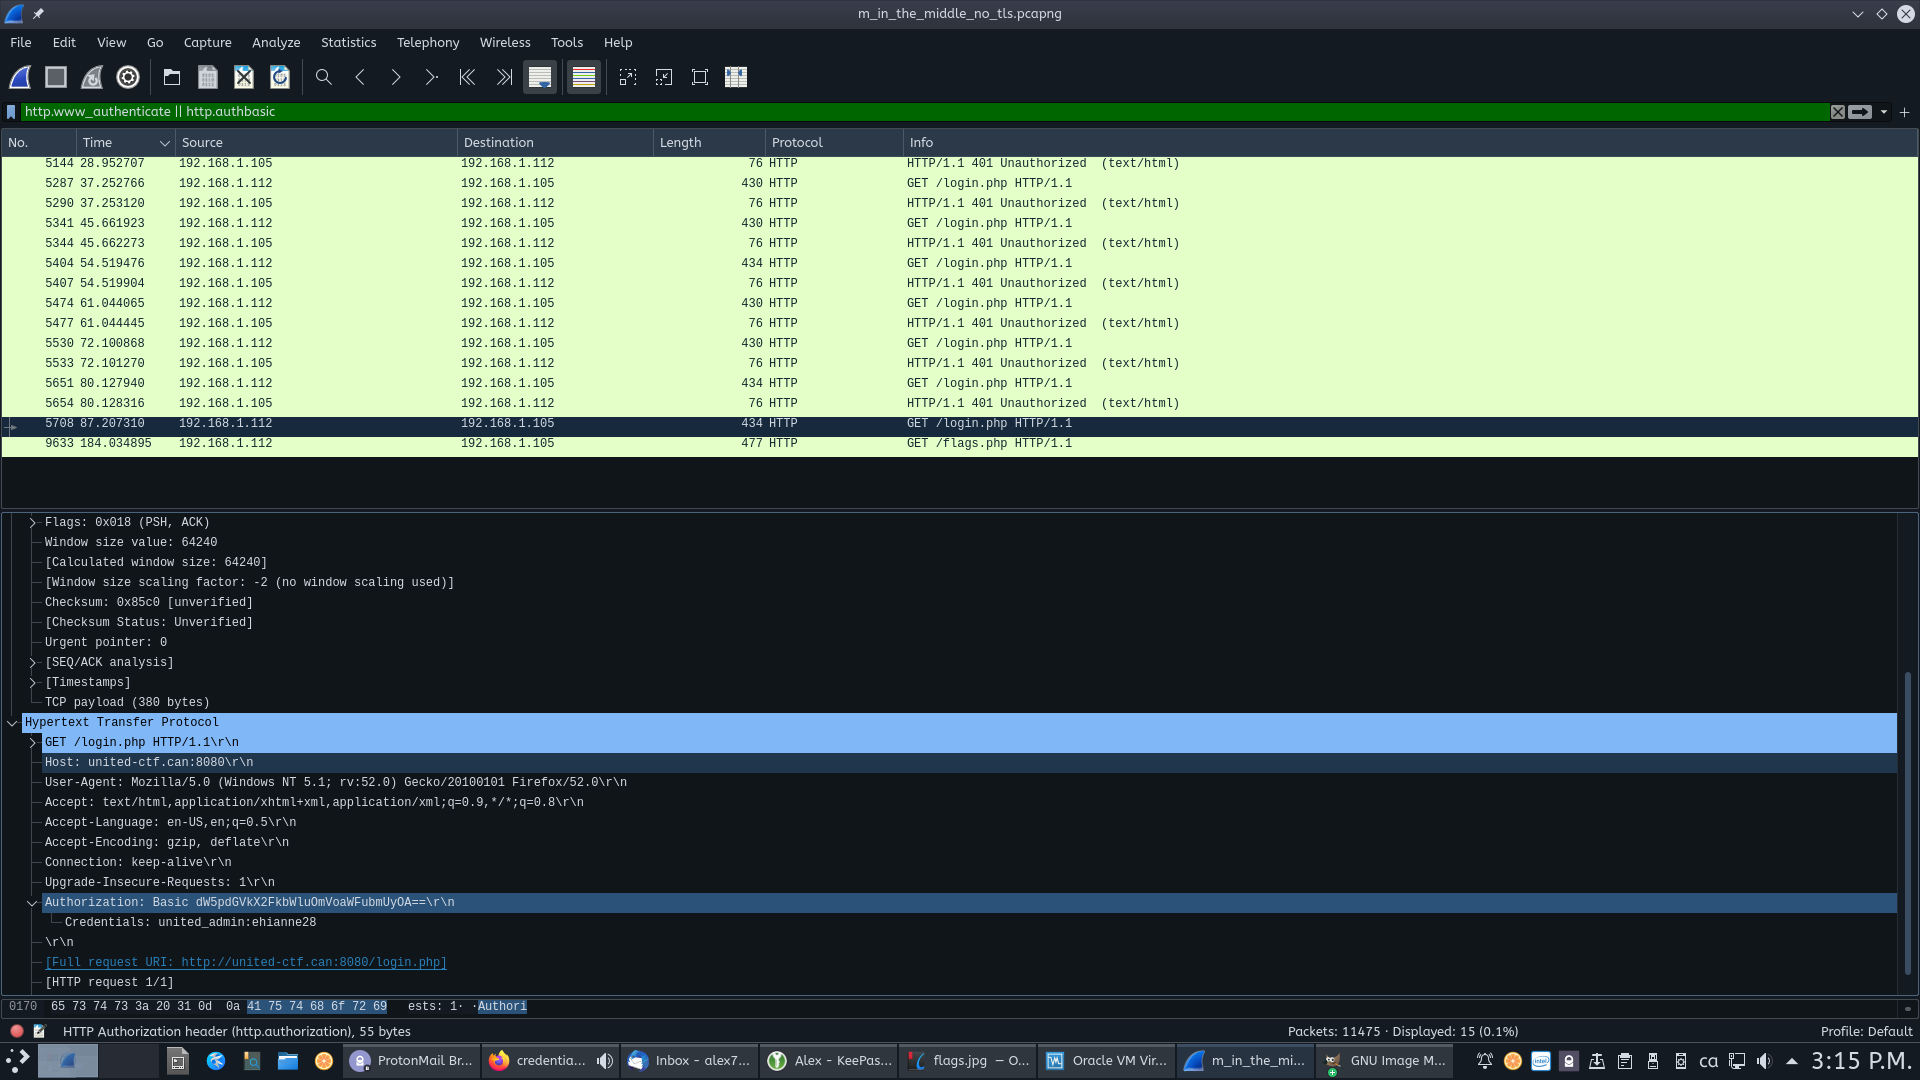 m_in_the_middle_no_tls.pcapng
File Edit View Go Capture Analyze Statistics Telephony Wireless Tools Help
http.www_authenticate || http.authbasic
No. Time Source Destination Length Protocol Info
5144 28.952707 192.168.1.105 192.168.1.112 76 HTTP HTTP/1.1 401 Unauthorized (text/html)
5287 37.252766 192.168.1.112 192.168.1.105 430 HTTP GET /login.php HTTP/1.1
5290 37.253120 192.168.1.105 192.168.1.112 76 HTTP HTTP/1.1 401 Unauthorized (text/html)
5341 45.661923 192.168.1.112 192.168.1.105 430 HTTP GET /login.php HTTP/1.1
5344 45.662273 192.168.1.105 192.168.1.112 76 HTTP HTTP/1.1 401 Unauthorized (text/html)
5404 54.519476 192.168.1.112 192.168.1.105 434 HTTP GET /login.php HTTP/1.1
5407 54.519904 192.168.1.105 192.168.1.112 76 HTTP HTTP/1.1 401 Unauthorized (text/html)
5474 61.044065 192.168.1.112 192.168.1.105 430 HTTP GET /login.php HTTP/1.1
5477 61.044445 192.168.1.105 192.168.1.112 76 HTTP HTTP/1.1 401 Unauthorized (text/html)
5530 72.100868 192.168.1.112 192.168.1.105 430 HTTP GET /login.php HTTP/1.1
5533 72.101270 192.168.1.105 192.168.1.112 76 HTTP HTTP/1.1 401 Unauthorized (text/html)
5651 80.127940 192.168.1.112 192.168.1.105 434 HTTP GET /login.php HTTP/1.1
5654 80.128316 192.168.1.105 192.168.1.112 76 HTTP HTTP/1.1 401 Unauthorized (text/html)
5708 87.207310 192.168.1.112 192.168.1.105 434 HTTP GET /login.php HTTP/1.1
9633 184.034895 192.168.1.112 192.168.1.105 477 HTTP GET /flags.php HTTP/1.1
Flags: 0x018 (PSH, ACK)
Window size value: 64240
[Calculated window size: 64240]
[Window size scaling factor: -2 (no window scaling used)]
Checksum: 0x85c0 [unverified]
[Checksum Status: Unverified]
Urgent pointer: 0
[SEQ/ACK analysis]
[Timestamps]
TCP payload (380 bytes)
Hypertext Transfer Protocol
GET /login.php HTTP/1.1\r\n
Host: united-ctf.can:8080\r\n
User-Agent: Mozilla/5.0 (Windows NT 5.1; rv:52.0) Gecko/20100101 Firefox/52.0\r\n
Accept: text/html,application/xhtml+xml,application/xml;q=0.9,*/*;q=0.8\r\n
Accept-Language: en-US,en;q=0.5\r\n
Accept-Encoding: gzip, deflate\r\n
Connection: keep-alive\r\n
Upgrade-Insecure-Requests: 1\r\n
Authorization: Basic dW5pdGVkX2FkbWluOmVoaWFubmUyOA==\r\n
Credentials: united_admin:ehianne28
\r\n
[Full request URI: http://united-ctf.can:8080/login.php]
[HTTP request 1/1]
0170 65 73 74 73 3a 20 31 0d 0a 41 75 74 68 6f 72 69 ests: 1· ·Authori
HTTP Authorization header (http.authorization), 55 bytes Packets: 11475 · Displayed: 15 (0.1%) Profile: Default
ProtonMail Br... credentia... Inbox - alex7... Alex - KeePas... flags.jpg — O... Oracle VM Vir... m_in_the_mi... GNU Image M... ca 3:15 P.M.